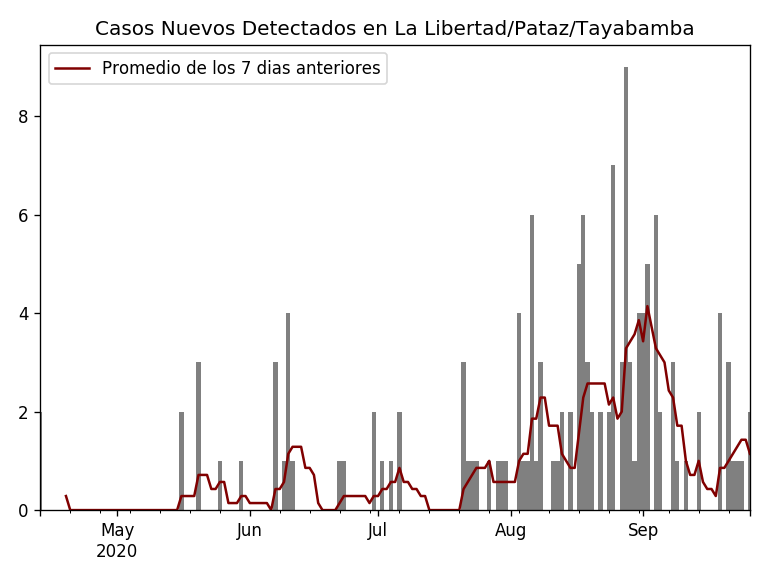 Casos Nuevos Detectados en La Libertad/Pataz/Tayabamba
Promedio de los 7 dias anteriores
8
6
4
2
0
May Jun Jul Aug Sep
2020